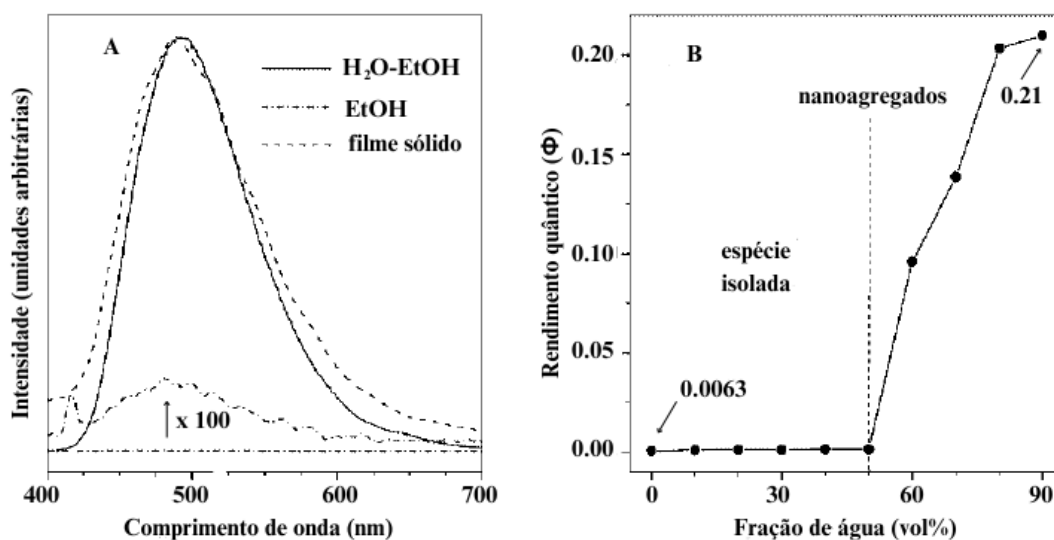 A
H₂O-EtOH
EtOH
filme sólido
x 100
Intensidade (unidades arbitrárias)
400 500 600 700
Comprimento de onda (nm)
B
nanoagregados
0.21
espécie
isolada
0.0063
Rendimento quântico (Φ)
0.20
0.15
0.10
0.05
0.00
0 30 60 90
Fração de água (vol%)